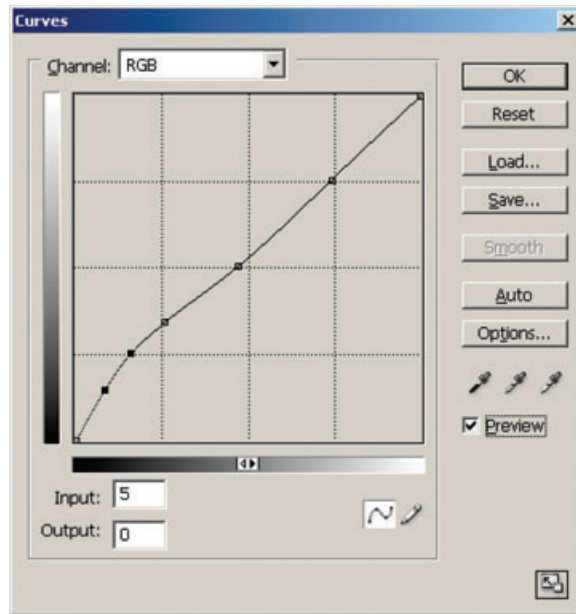 Curves
Channel: RGB
OK
Reset
Load...
Save...
Smooth
Auto
Options...
Preview
Input: 5
Output: 0